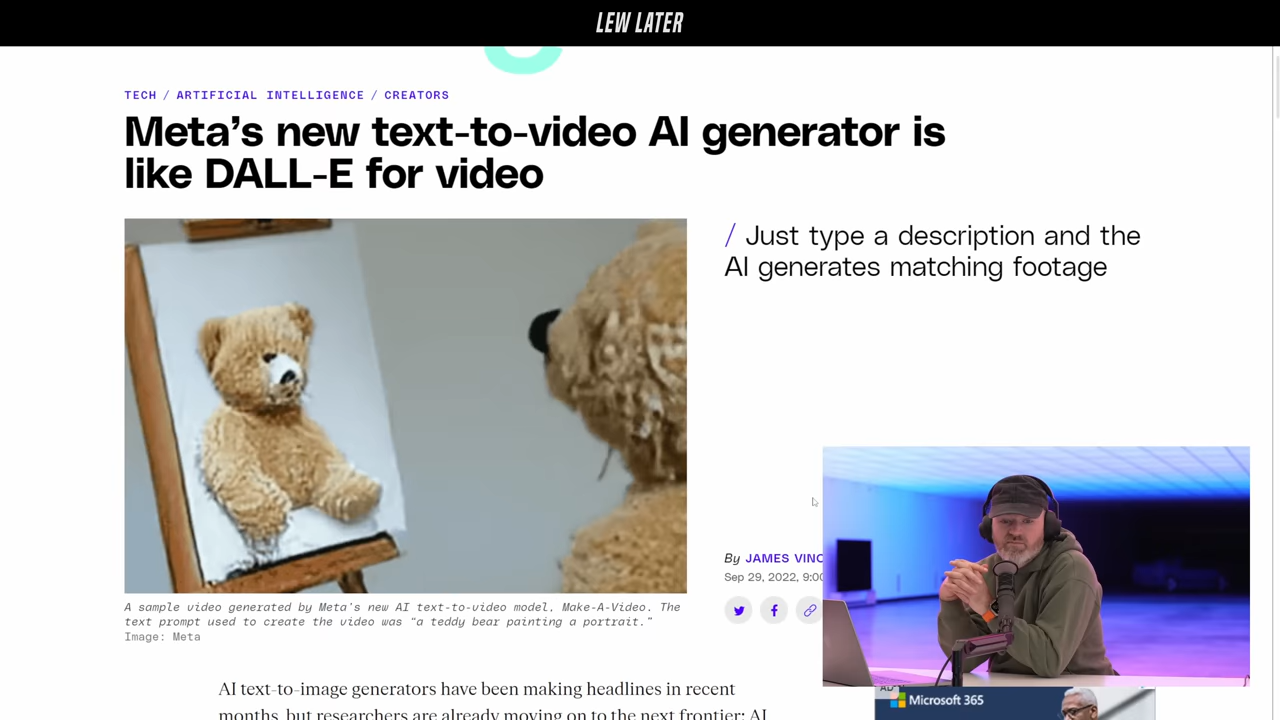 LEW LATER
TECH / ARTIFICIAL INTELLIGENCE / CREATORS
Meta’s new text-to-video AI generator is
like DALL-E for video
/ Just type a description and the
AI generates matching footage
By JAMES VINC
Sep 29, 2022, 9:00
A sample video generated by Meta’s new AI text-to-video model, Make-A-Video. The
text prompt used to create the video was “a teddy bear painting a portrait.”
Image: Meta
AI text-to-image generators have been making headlines in recent
months, but researchers are already moving on to the next frontier: AI
AD
Microsoft 365